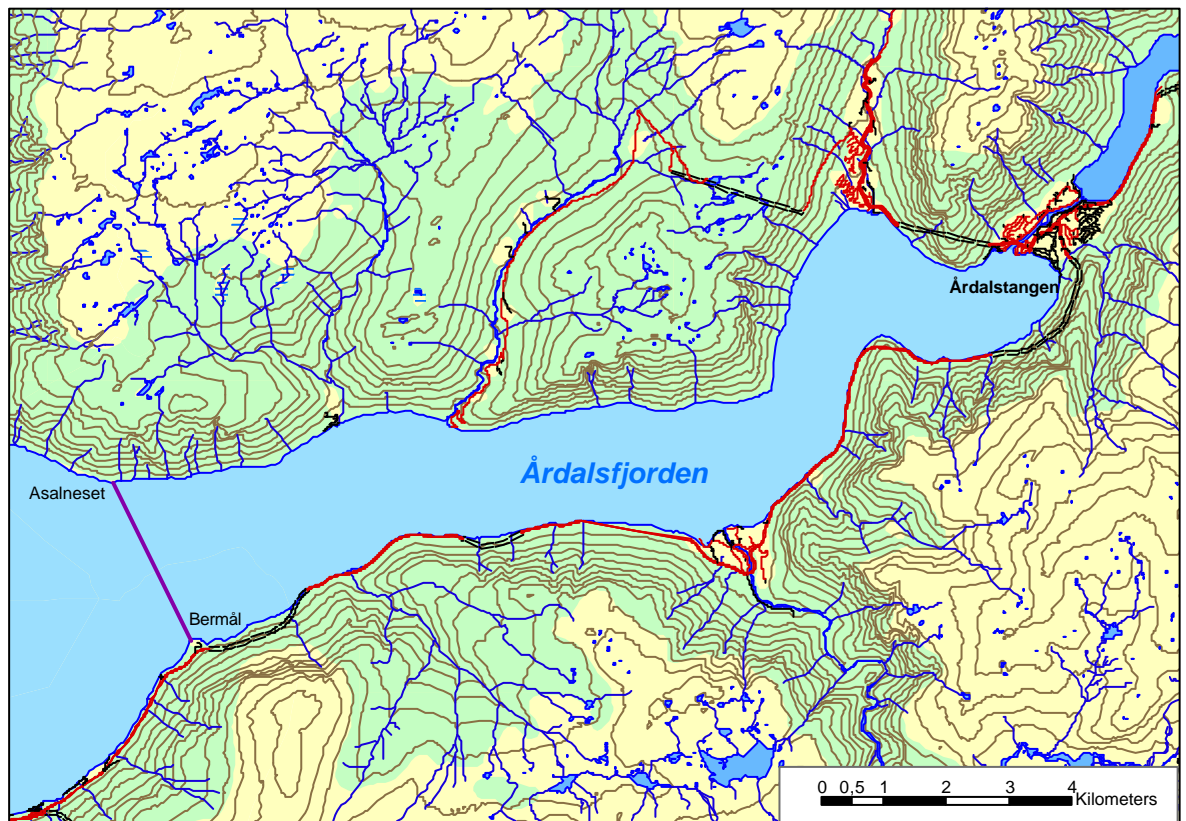 Årdalstangen
Årdalsfjorden
Asalneset
Bermål
0 0,5 1 2 3 4
Kilometers